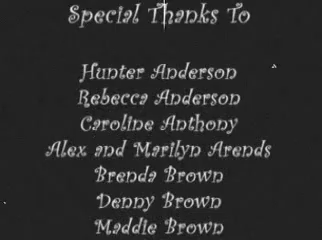 Special Thanks To
Hunter Anderson
Rebecca Anderson
Caroline Anthony
Alex and Marilyn Arends
Brenda Brown
Denny Brown
Maddie Brown